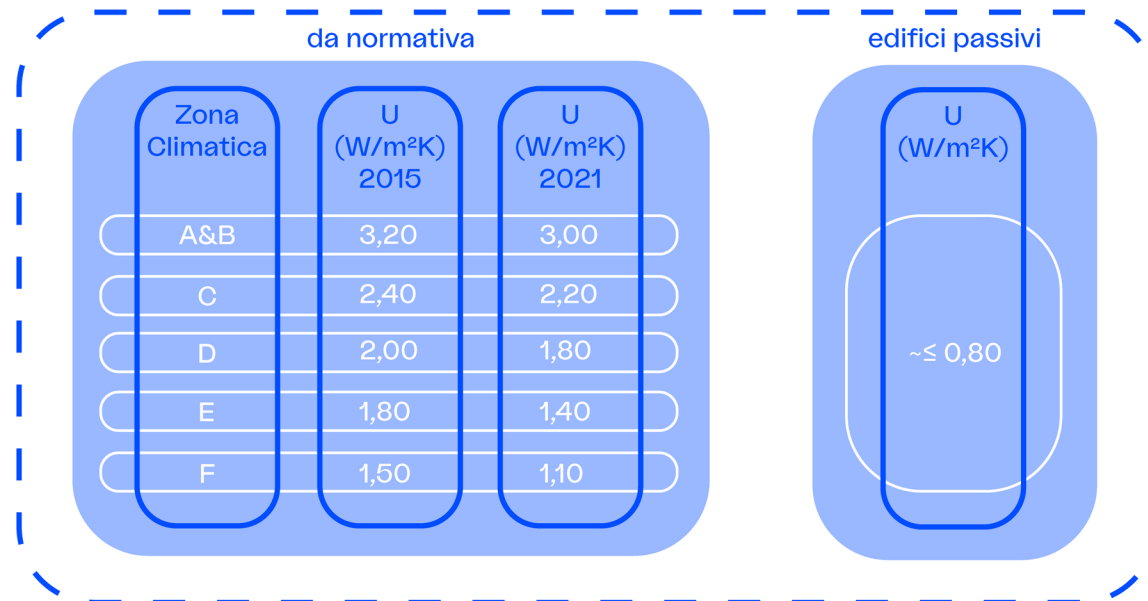 da normativa
edifici passivi
Zona
Climatica
U
(W/m²K)
2015
U
(W/m²K)
2021
U
(W/m²K)
A&B 3,20 3,00
C 2,40 2,20
D 2,00 1,80
~≤ 0,80
E 1,80 1,40
F 1,50 1,10